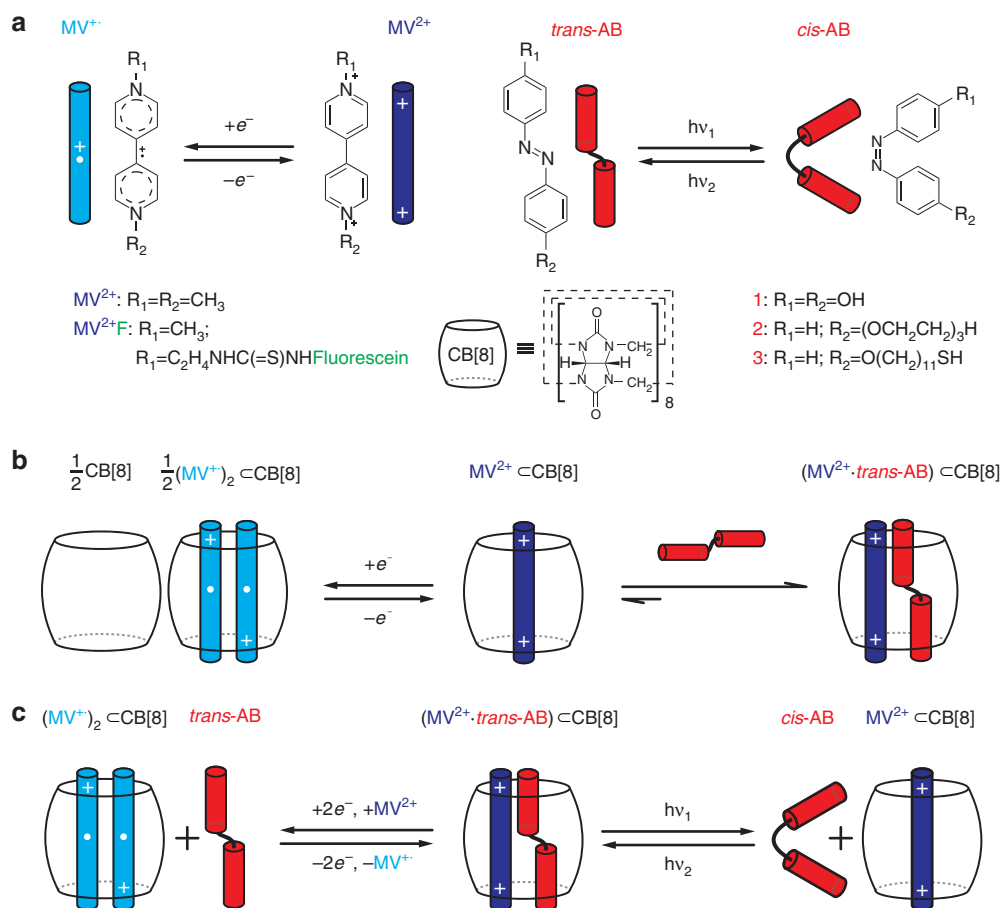 a
MV⁺· MV²⁺ trans-AB cis-AB
R₁ R₁ R₁ R₁
N N⁺
+e⁻ hν₁
−e⁻ hν₂
N=N N=N
N N⁺
R₂ R₂ R₂ R₂
MV²⁺: R₁=R₂=CH₃
MV²⁺F: R₁=CH₃;
R₁=C₂H₄NHC(=S)NHFluorescein
CB[8] ≡
O
N N CH₂
H H
N N CH₂
O
8
1: R₁=R₂=OH
2: R₁=H; R₂=(OCH₂CH₂)₃H
3: R₁=H; R₂=O(CH₂)₁₁SH
b
½CB[8] ½(MV⁺·)₂ ⊂CB[8] MV²⁺ ⊂CB[8] (MV²⁺·trans-AB) ⊂CB[8]
+e⁻
−e⁻
c
(MV⁺·)₂ ⊂CB[8] trans-AB (MV²⁺·trans-AB) ⊂CB[8] cis-AB MV²⁺ ⊂CB[8]
+ +2e⁻, +MV²⁺ hν₁ +
−2e⁻, −MV⁺· hν₂